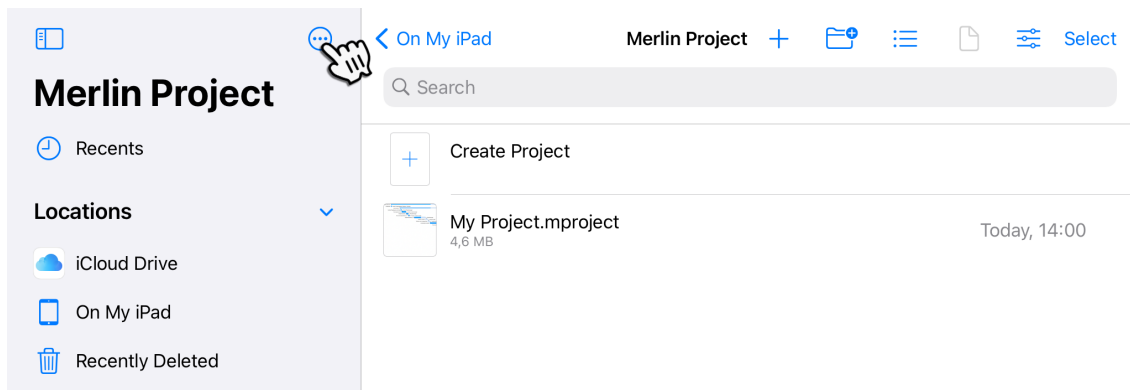 On My iPad
Merlin Project
Select
Merlin Project
Search
Recents
Create Project
Locations
My Project.mproject
4,6 MB
Today, 14:00
iCloud Drive
On My iPad
Recently Deleted